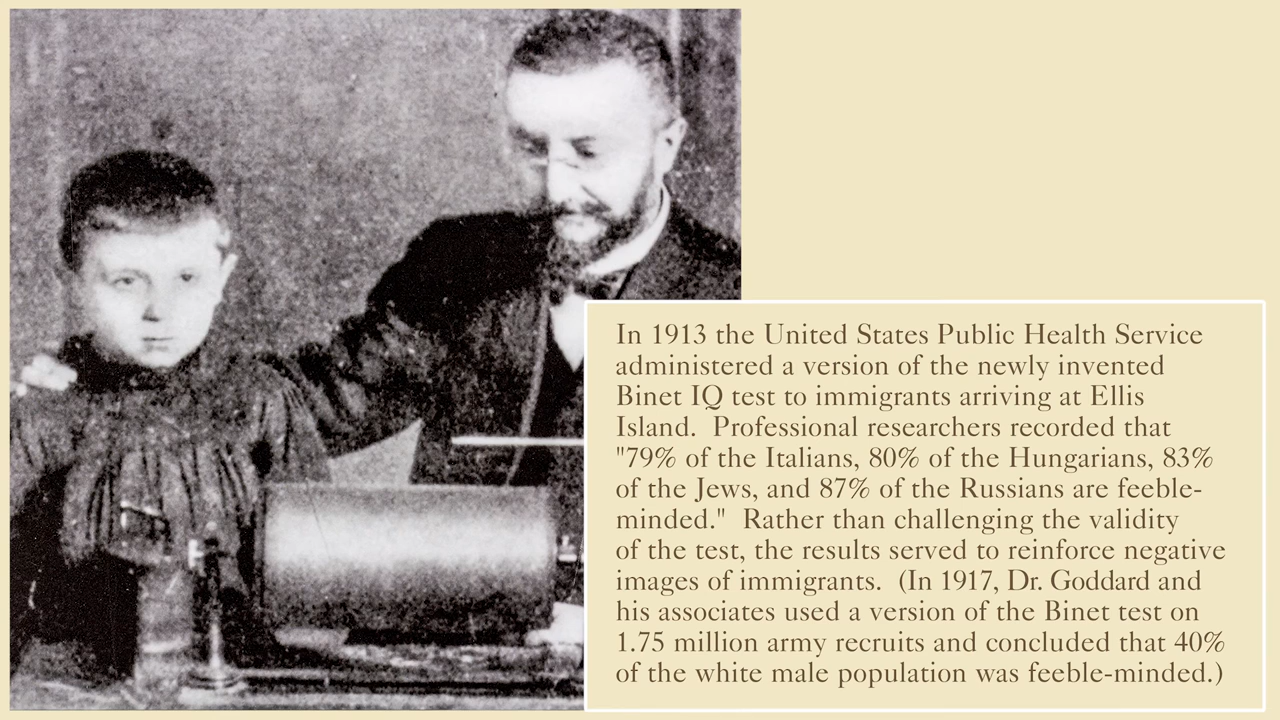 In 1913 the United States Public Health Service
administered a version of the newly invented
Binet IQ test to immigrants arriving at Ellis
Island.  Professional researchers recorded that
"79% of the Italians, 80% of the Hungarians, 83%
of the Jews, and 87% of the Russians are feeble-
minded."  Rather than challenging the validity
of the test, the results served to reinforce negative
images of immigrants.  (In 1917, Dr. Goddard and
his associates used a version of the Binet test on
1.75 million army recruits and concluded that 40%
of the white male population was feeble-minded.)